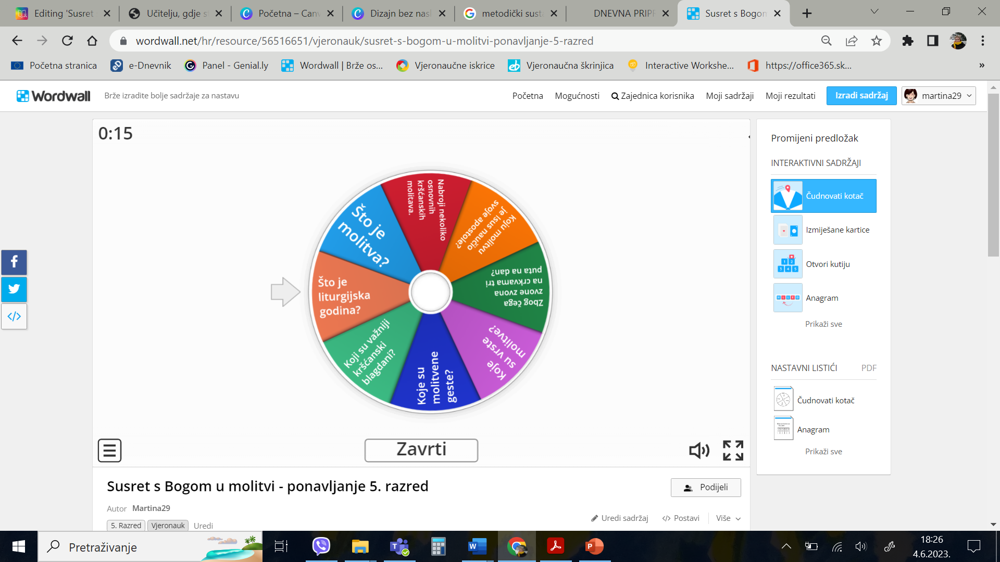 Editing 'Susret
Učitelju, gdje s
Početna – Can
Dizajn bez nasl
metodički susta
DNEVNA PRIPR
Susret s Bogom
wordwall.net/hr/resource/56516651/vjeronauk/susret-s-bogom-u-molitvi-ponavljanje-5-razred
Početna stranica
e-Dnevnik
Panel - Genial.ly
Wordwall | Brže os...
Vjeronaučne iskrice
Vjeronaučna škrinjica
Interactive Workshe...
https://office365.sk...
»
Wordwall
Brže izradite bolje sadržaje za nastavu
Početna
Mogućnosti
Zajednica korisnika
Moji sadržaji
Moji rezultati
Izradi sadržaj
martina29
0:15
Nabroji nekoliko
osnovnih
kršćanskih
molitava.
Koju molitvu
je Isus naučio
svoje apostole?
Zbog čega
zvone zvona
na crkvama tri
puta na dan?
Koje
su vrste
molitve?
Koje su
molitvene
geste?
Koji su važniji
kršćanski
blagdani?
Što je
liturgijska
godina?
Što je
molitva?
Zavrti
Promijeni predložak
INTERAKTIVNI SADRŽAJI
Čudnovati kotač
Izmiješane kartice
Otvori kutiju
Anagram
Prikaži sve
NASTAVNI LISTIĆI PDF
Čudnovati kotač
Anagram
Prikaži sve
Susret s Bogom u molitvi - ponavljanje 5. razred
Podijeli
Autor Martina29
5. Razred Vjeronauk Uredi
Uredi sadržaj
Postavi
Više
Pretraživanje
18:26
4.6.2023.